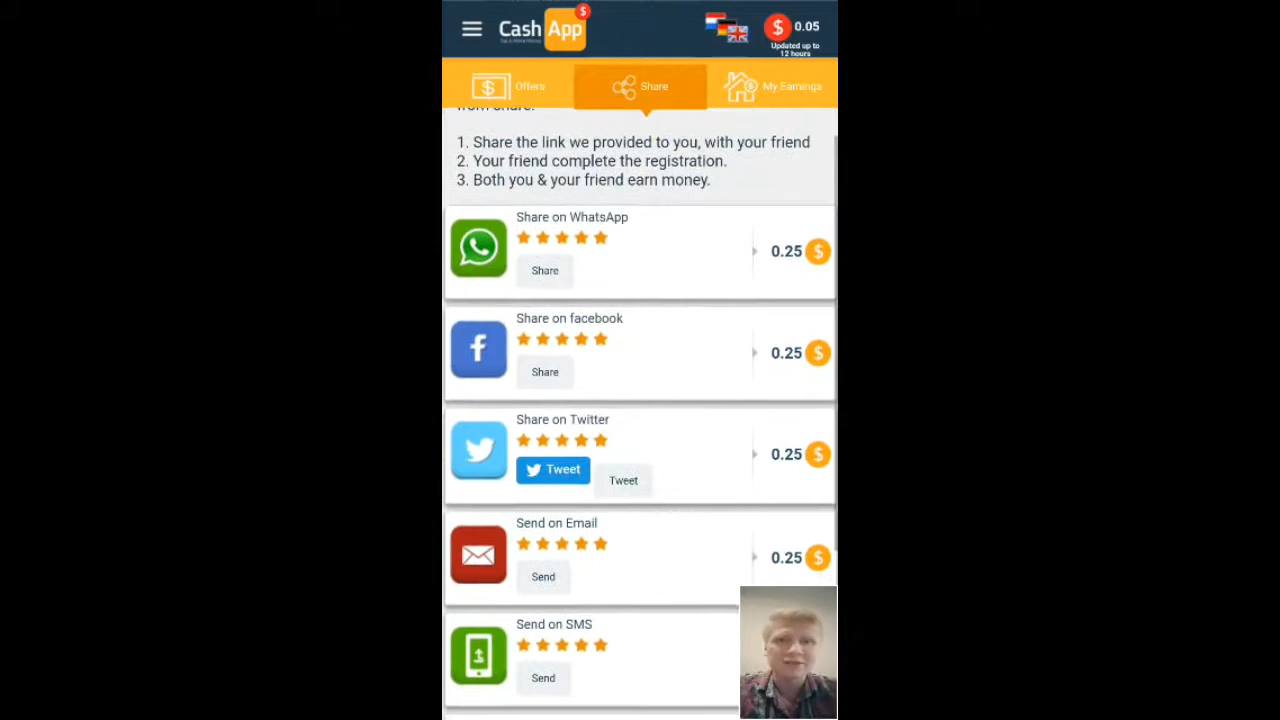 Cash App $
$ 0.05
Updated up to
12 hours
$ Offers
Share
My Earnings
from share.
1. Share the link we provided to you, with your friend
2. Your friend complete the registration.
3. Both you & your friend earn money.
Share on WhatsApp
Share
0.25 $
Share on facebook
f
Share
0.25 $
Share on Twitter
Tweet
Tweet
0.25 $
Send on Email
Send
0.25 $
Send on SMS
Send